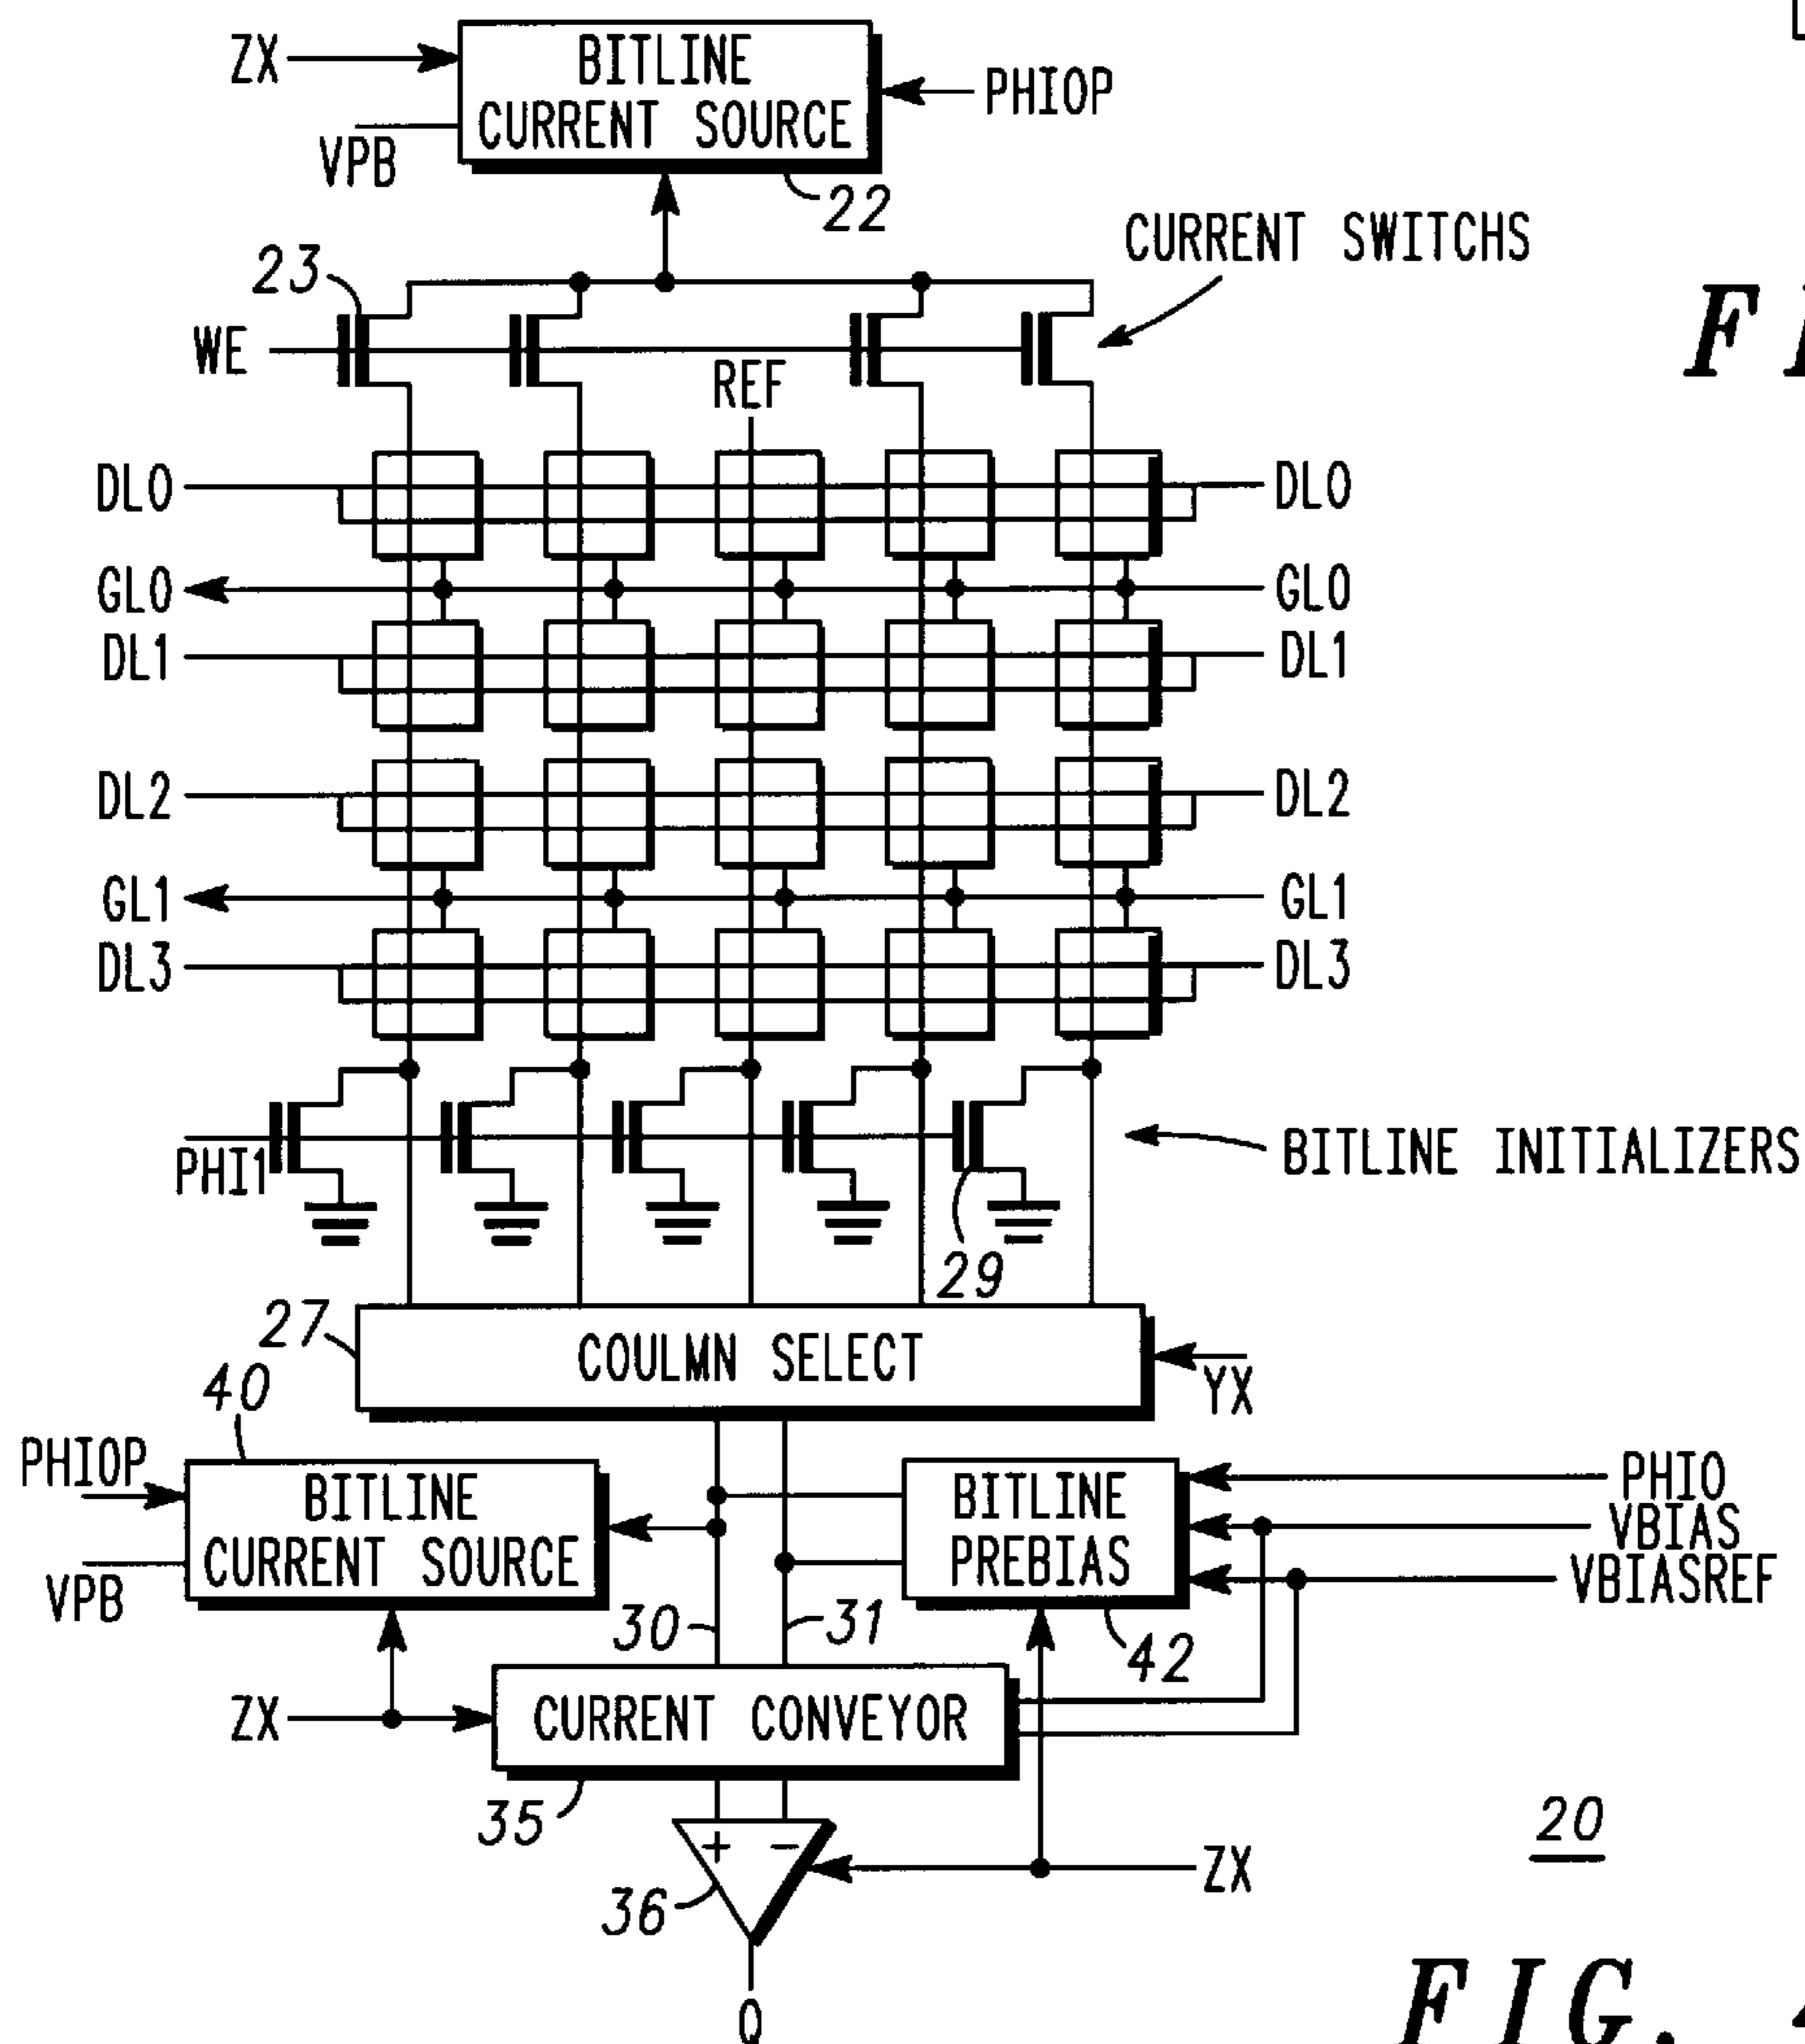 ZX
BITLINE
CURRENT SOURCE
PHIOP
VPB
22
CURRENT SWITCHS
23
WE
REF
DL0 DL0
GL0 GL0
DL1 DL1
DL2 DL2
GL1 GL1
DL3 DL3
PHI1
BITLINE INITIALIZERS
29
27
COULMN SELECT
YX
40
PHIOP
BITLINE
CURRENT SOURCE
VPB
BITLINE
PREBIAS
PHIO
VBIAS
VBIASREF
30
31
42
ZX
CURRENT CONVEYOR
35
+ -
36
ZX
20
Q
FIG.